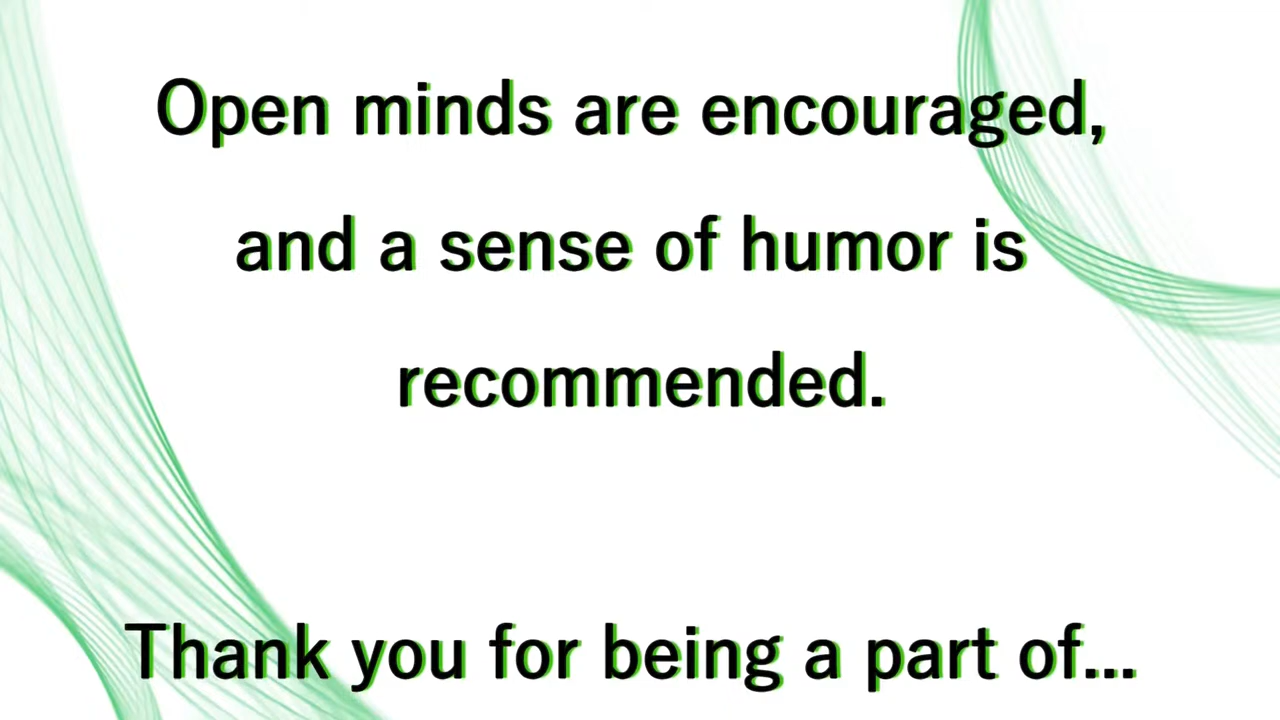 Open minds are encouraged,
and a sense of humor is
recommended.
Thank you for being a part of...